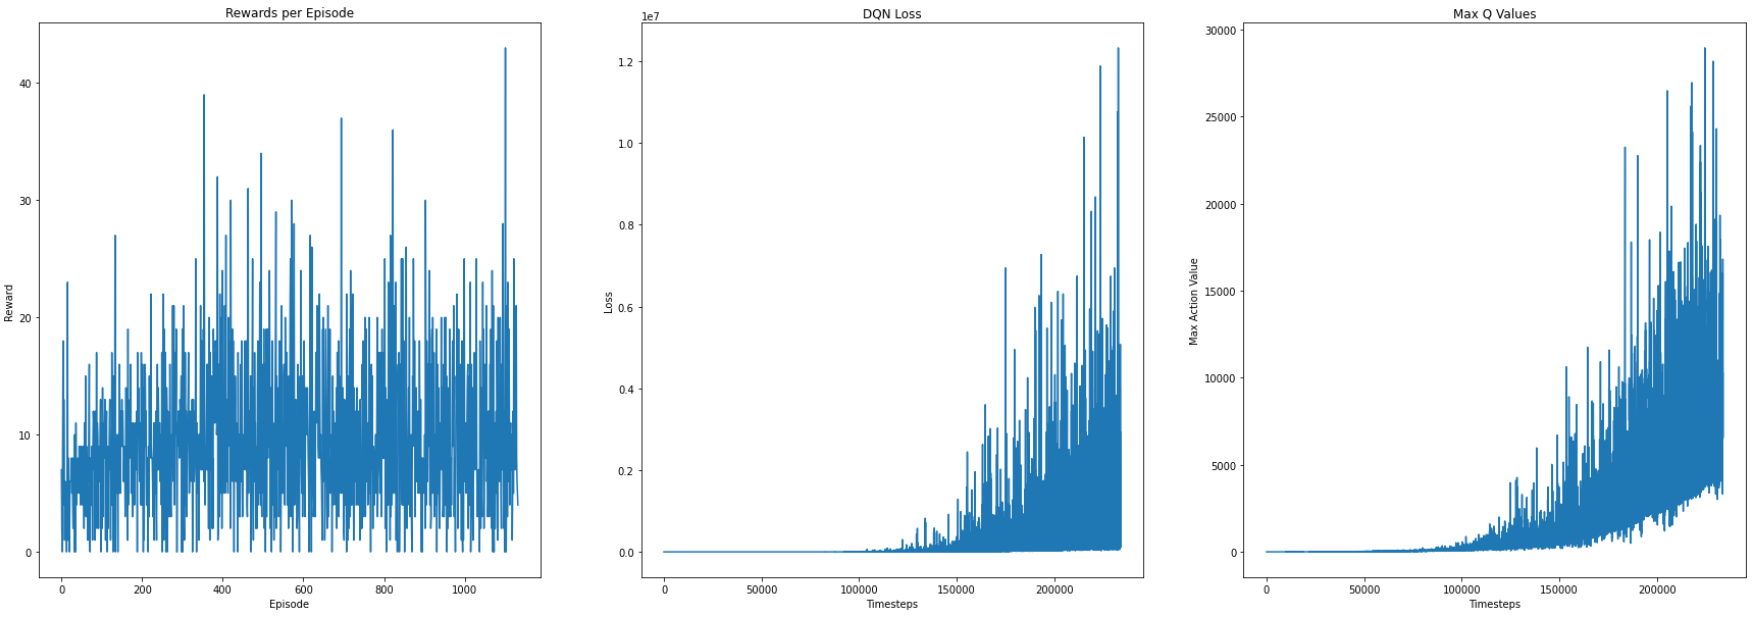 Rewards per Episode
40
30
20
10
0
Reward
0 200 400 600 800 1000
Episode
DQN Loss
1e7
1.2
1.0
0.8
0.6
0.4
0.2
0.0
Loss
0 50000 100000 150000 200000
Timesteps
Max Q Values
30000
25000
20000
15000
10000
5000
0
Max Action Value
0 50000 100000 150000 200000
Timesteps